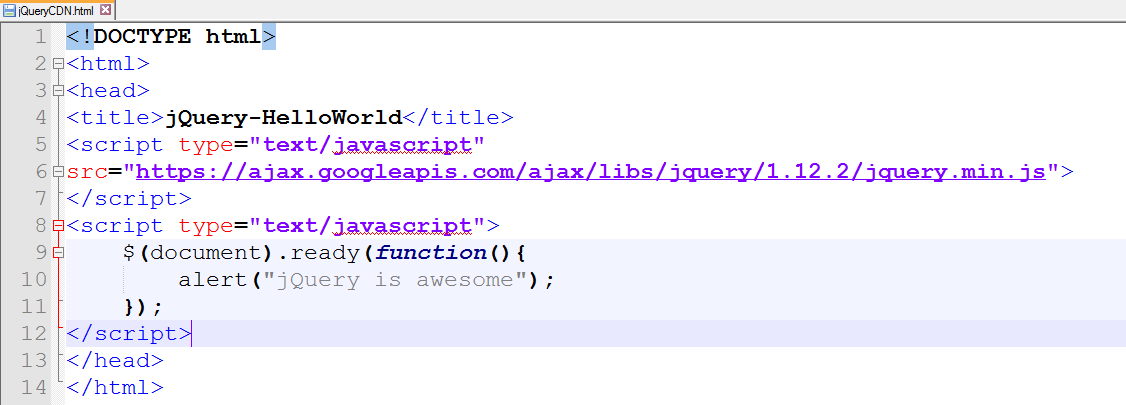 jQueryCDN.html
1 <!DOCTYPE html>
2 <html>
3 <head>
4 <title>jQuery-HelloWorld</title>
5 <script type="text/javascript"
6 src="https://ajax.googleapis.com/ajax/libs/jquery/1.12.2/jquery.min.js">
7 </script>
8 <script type="text/javascript">
9     $(document).ready(function(){
10         alert("jQuery is awesome");
11     });
12 </script>
13 </head>
14 </html>